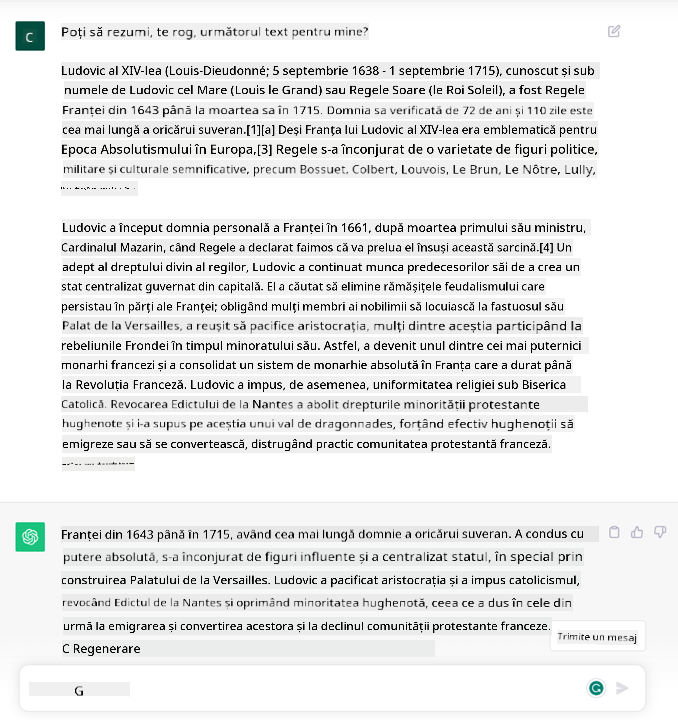 C
Poți să rezumi, te rog, următorul text pentru mine?
Ludovic al XIV-lea (Louis-Dieudonné; 5 septembrie 1638 - 1 septembrie 1715), cunoscut și sub
numele de Ludovic cel Mare (Louis le Grand) sau Regele Soare (le Roi Soleil), a fost Regele
Franței din 1643 până la moartea sa în 1715. Domnia sa verificată de 72 de ani și 110 zile este
cea mai lungă a oricărui suveran.[1][a] Deși Franța lui Ludovic al XIV-lea era emblematică pentru
Epoca Absolutismului în Europa,[3] Regele s-a înconjurat de o varietate de figuri politice,
militare și culturale semnificative, precum Bossuet, Colbert, Louvois, Le Brun, Le Nôtre, Lully,
Ludovic a început domnia personală a Franței în 1661, după moartea primului său ministru,
Cardinalul Mazarin, când Regele a declarat faimos că va prelua el însuși această sarcină.[4] Un
adept al dreptului divin al regilor, Ludovic a continuat munca predecesorilor săi de a crea un
stat centralizat guvernat din capitală. El a căutat să elimine rămășițele feudalismului care
persistau în părți ale Franței; obligând mulți membri ai nobilimii să locuiască la fastuosul său
Palat de la Versailles, a reușit să pacifice aristocrația, mulți dintre aceștia participând la
rebeliunile Frondei în timpul minoratului său. Astfel, a devenit unul dintre cei mai puternici
monarhi francezi și a consolidat un sistem de monarhie absolută în Franța care a durat până
la Revoluția Franceză. Ludovic a impus, de asemenea, uniformitatea religiei sub Biserica
Catolică. Revocarea Edictului de la Nantes a abolit drepturile minorității protestante
hughenote și i-a supus pe aceștia unui val de dragonnades, forțând efectiv hughenoții să
emigreze sau să se convertească, distrugând practic comunitatea protestantă franceză.
Franței din 1643 până în 1715, având cea mai lungă domnie a oricărui suveran. A condus cu
putere absolută, s-a înconjurat de figuri influente și a centralizat statul, în special prin
construirea Palatului de la Versailles. Ludovic a pacificat aristocrația și a impus catolicismul,
revocând Edictul de la Nantes și oprimând minoritatea hughenotă, ceea ce a dus în cele din
urmă la emigrarea și convertirea acestora și la declinul comunității protestante franceze.
Trimite un mesaj
C Regenerare
G